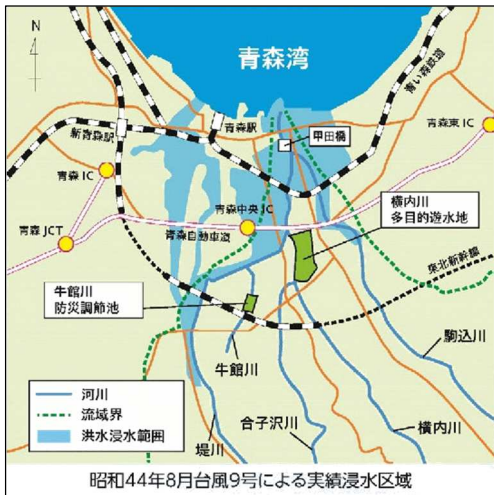 N
青森湾
青い森鉄道
青森駅
新青森駅
甲田橋
青森東 IC
青森 IC
横内川
多目的遊水地
青森中央 IC
青森 JCT
青森自動車道
東北新幹線
牛館川
防災調節池
駒込川
牛館川
河川
流域界
洪水浸水範囲
合子沢川
横内川
堤川
昭和44年8月台風9号による実績浸水区域